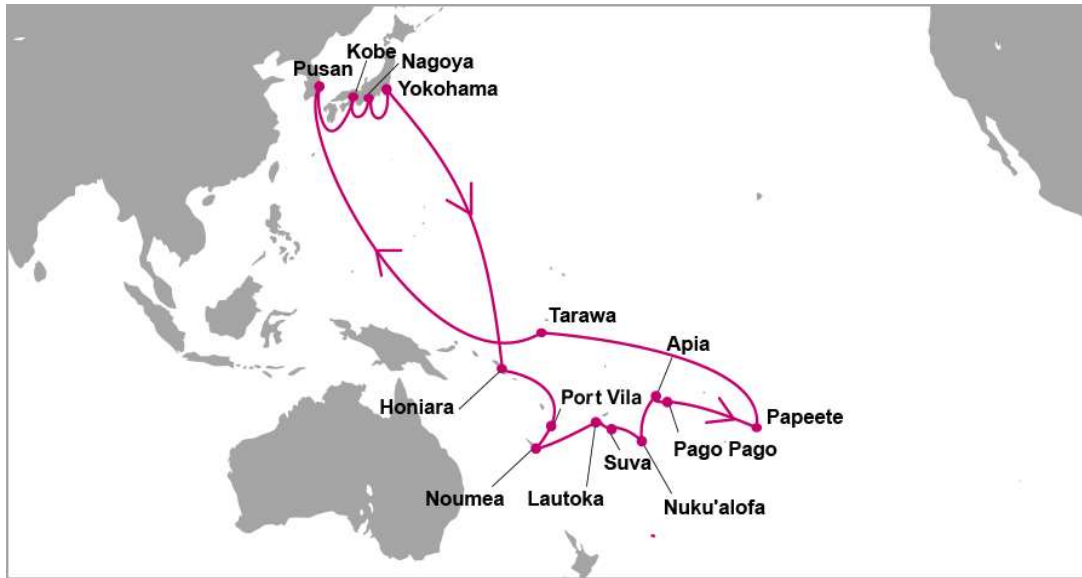 Kobe
Nagoya
Pusan
Yokohama
Tarawa
Apia
Honiara
Port Vila
Papeete
Pago Pago
Suva
Noumea
Lautoka
Nuku'alofa